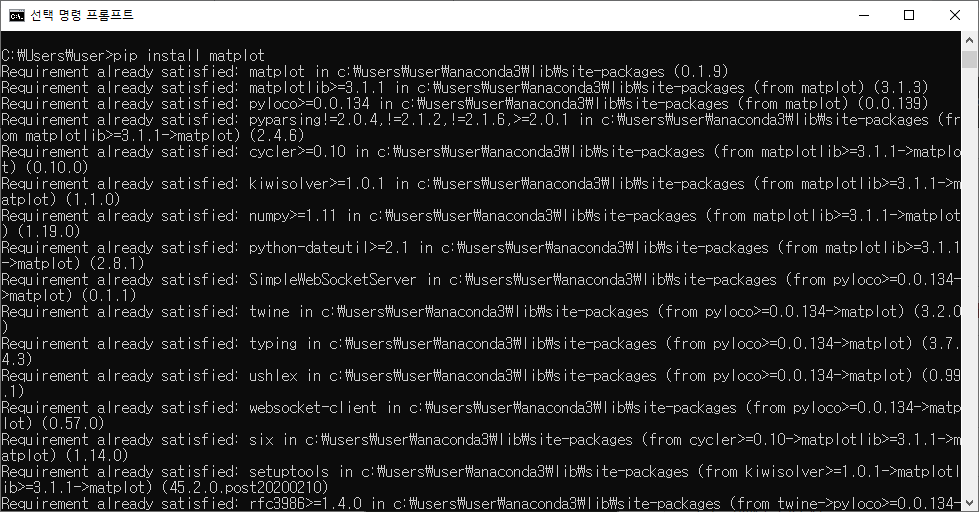 선택 명령 프롬프트
C:₩Users₩user>pip install matplot
Requirement already satisfied: matplot in c:₩users₩user₩anaconda3₩lib₩site-packages (0.1.9)
Requirement already satisfied: matplotlib>=3.1.1 in c:₩users₩user₩anaconda3₩lib₩site-packages (from matplot) (3.1.3)
Requirement already satisfied: pyloco>=0.0.134 in c:₩users₩user₩anaconda3₩lib₩site-packages (from matplot) (0.0.139)
Requirement already satisfied: pyparsing!=2.0.4,!=2.1.2,!=2.1.6,>=2.0.1 in c:₩users₩user₩anaconda3₩lib₩site-packages (fr
om matplotlib>=3.1.1->matplot) (2.4.6)
Requirement already satisfied: cycler>=0.10 in c:₩users₩user₩anaconda3₩lib₩site-packages (from matplotlib>=3.1.1->matplo
t) (0.10.0)
Requirement already satisfied: kiwisolver>=1.0.1 in c:₩users₩user₩anaconda3₩lib₩site-packages (from matplotlib>=3.1.1->m
atplot) (1.1.0)
Requirement already satisfied: numpy>=1.11 in c:₩users₩user₩anaconda3₩lib₩site-packages (from matplotlib>=3.1.1->matplot
) (1.19.0)
Requirement already satisfied: python-dateutil>=2.1 in c:₩users₩user₩anaconda3₩lib₩site-packages (from matplotlib>=3.1.1
->matplot) (2.8.1)
Requirement already satisfied: SimpleWebSocketServer in c:₩users₩user₩anaconda3₩lib₩site-packages (from pyloco>=0.0.134-
>matplot) (0.1.1)
Requirement already satisfied: twine in c:₩users₩user₩anaconda3₩lib₩site-packages (from pyloco>=0.0.134->matplot) (3.2.0
)
Requirement already satisfied: typing in c:₩users₩user₩anaconda3₩lib₩site-packages (from pyloco>=0.0.134->matplot) (3.7.
4.3)
Requirement already satisfied: ushlex in c:₩users₩user₩anaconda3₩lib₩site-packages (from pyloco>=0.0.134->matplot) (0.99
.1)
Requirement already satisfied: websocket-client in c:₩users₩user₩anaconda3₩lib₩site-packages (from pyloco>=0.0.134->matp
lot) (0.57.0)
Requirement already satisfied: six in c:₩users₩user₩anaconda3₩lib₩site-packages (from cycler>=0.10->matplotlib>=3.1.1->m
atplot) (1.14.0)
Requirement already satisfied: setuptools in c:₩users₩user₩anaconda3₩lib₩site-packages (from kiwisolver>=1.0.1->matplotl
ib>=3.1.1->matplot) (45.2.0.post20200210)
Requirement already satisfied: rfc3986>=1.4.0 in c:₩users₩user₩anaconda3₩lib₩site-packages (from twine->pyloco>=0.0.134-